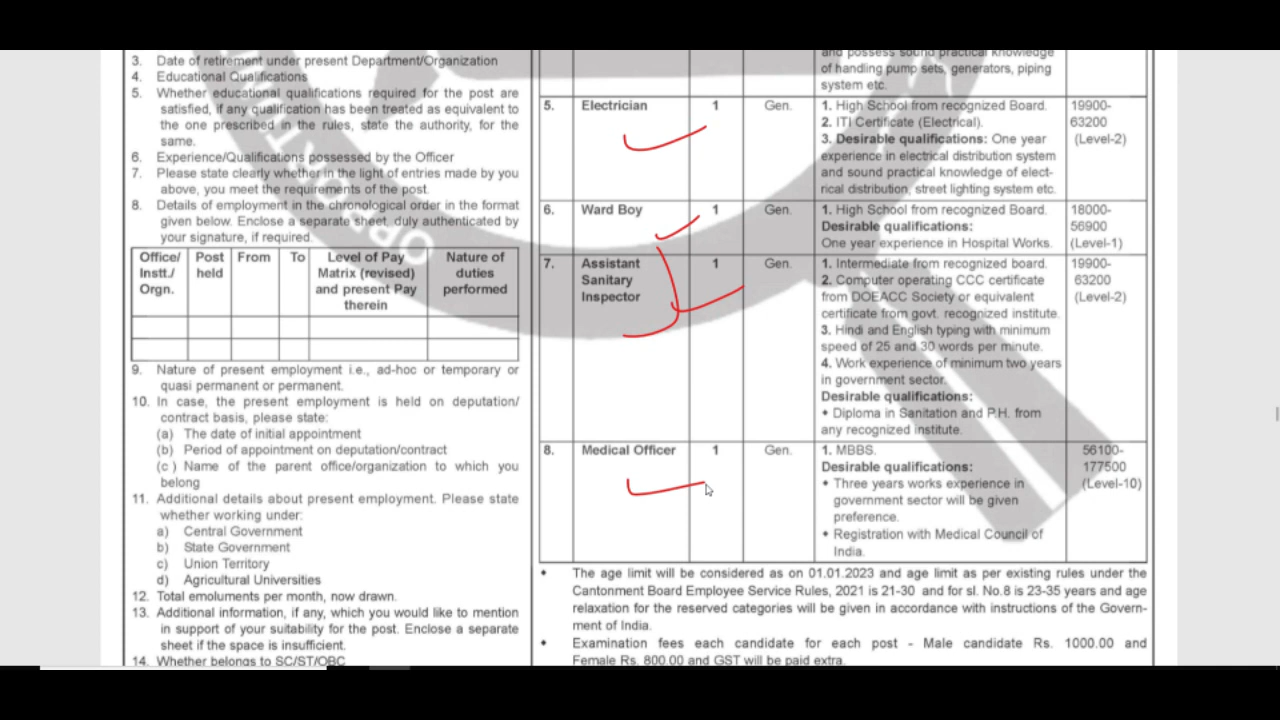 3. Date of retirement under present Department/Organization
4. Educational Qualifications
5. Whether educational qualifications required for the post are
satisfied, if any qualification has been treated as equivalent to
the one prescribed in the rules, state the authority, for the
same.
6. Experience/Qualifications possessed by the Officer
7. Please state clearly whether in the light of entries made by you
above, you meet the requirements of the post.
8. Details of employment in the chronological order in the format
given below. Enclose a separate sheet, duly authenticated by
your signature, if required.
Office/ Instt./ Orgn.
Post held
From
To
Level of Pay Matrix (revised) and present Pay therein
Nature of duties performed
9. Nature of present employment i.e., ad-hoc or temporary or
quasi permanent or permanent.
10. In case, the present employment is held on deputation/
contract basis, please state:
(a) The date of initial appointment
(b) Period of appointment on deputation/contract
(c ) Name of the parent office/organization to which you
belong
11. Additional details about present employment. Please state
whether working under:
a) Central Government
b) State Government
c) Union Territory
d) Agricultural Universities
12. Total emoluments per month, now drawn.
13. Additional information, if any, which you would like to mention
in support of your suitability for the post. Enclose a separate
sheet if the space is insufficient.
14. Whether belongs to SC/ST/OBC
and possess sound practical knowledge
of handling pump sets, generators, piping
system etc.
5. Electrician 1 Gen. 1. High School from recognized Board. 19900-
2. ITI Certificate (Electrical). 63200
3. Desirable qualifications: One year (Level-2)
experience in electrical distribution system
and sound practical knowledge of elect-
rical distribution, street lighting system etc.
6. Ward Boy 1 Gen. 1. High School from recognized Board. 18000-
Desirable qualifications: 56900
One year experience in Hospital Works. (Level-1)
7. Assistant 1 Gen. 1. Intermediate from recognized board. 19900-
Sanitary 2. Computer operating CCC certificate 63200
Inspector from DOEACC Society or equivalent (Level-2)
certificate from govt. recognized institute.
3. Hindi and English typing with minimum
speed of 25 and 30 words per minute.
4. Work experience of minimum two years
in government sector.
Desirable qualifications:
• Diploma in Sanitation and P.H. from
any recognized institute.
8. Medical Officer 1 Gen. 1. MBBS. 56100-
Desirable qualifications: 177500
• Three years works experience in (Level-10)
government sector will be given
preference.
• Registration with Medical Council of
India.
• The age limit will be considered as on 01.01.2023 and age limit as per existing rules under the
Cantonment Board Employee Service Rules, 2021 is 21-30 and for sl. No.8 is 23-35 years and age
relaxation for the reserved categories will be given in accordance with instructions of the Govern-
ment of India.
• Examination fees each candidate for each post - Male candidate Rs. 1000.00 and
Female Rs. 800.00 and GST will be paid extra.